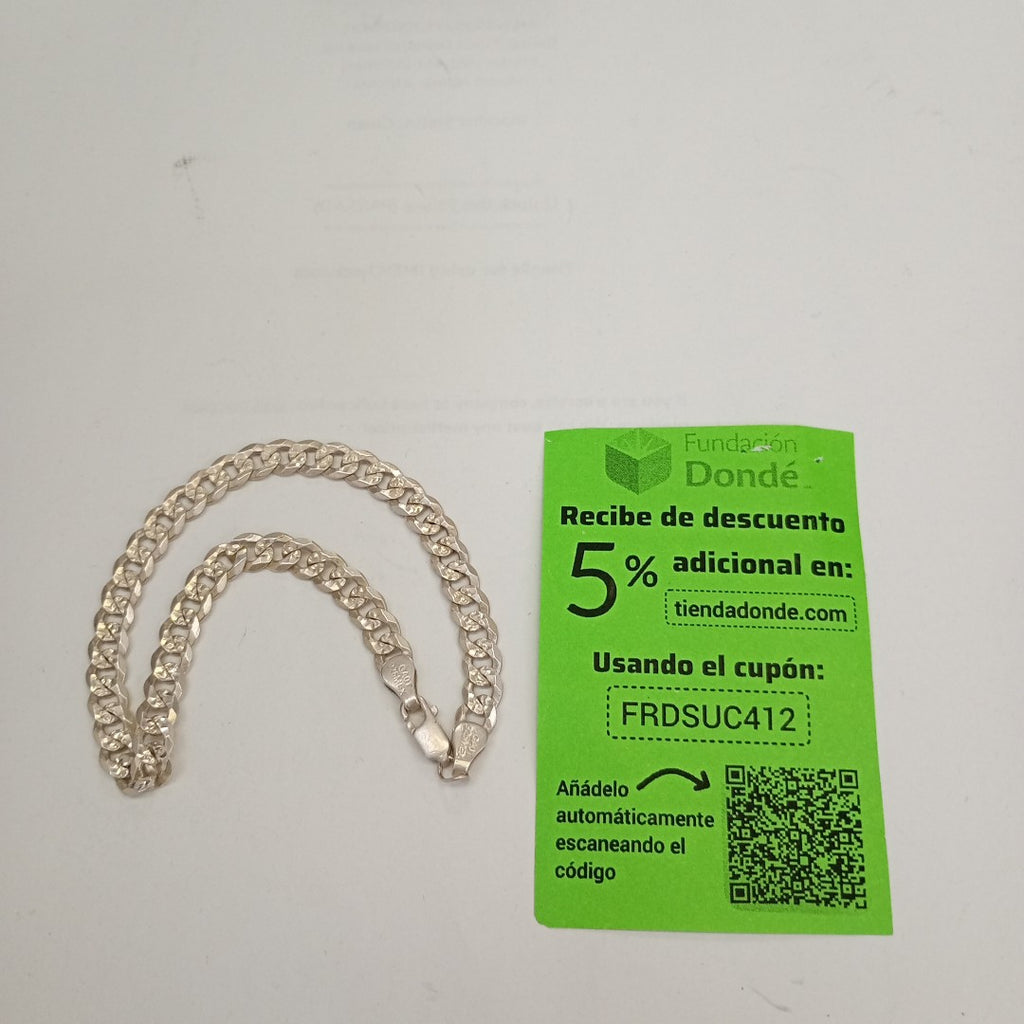 Fundación
Dondé
Recibe de descuento
5% adicional en:
tiendadonde.com
Usando el cupón:
FRDSUC412
Añádelo
automáticamente
escaneando el
código